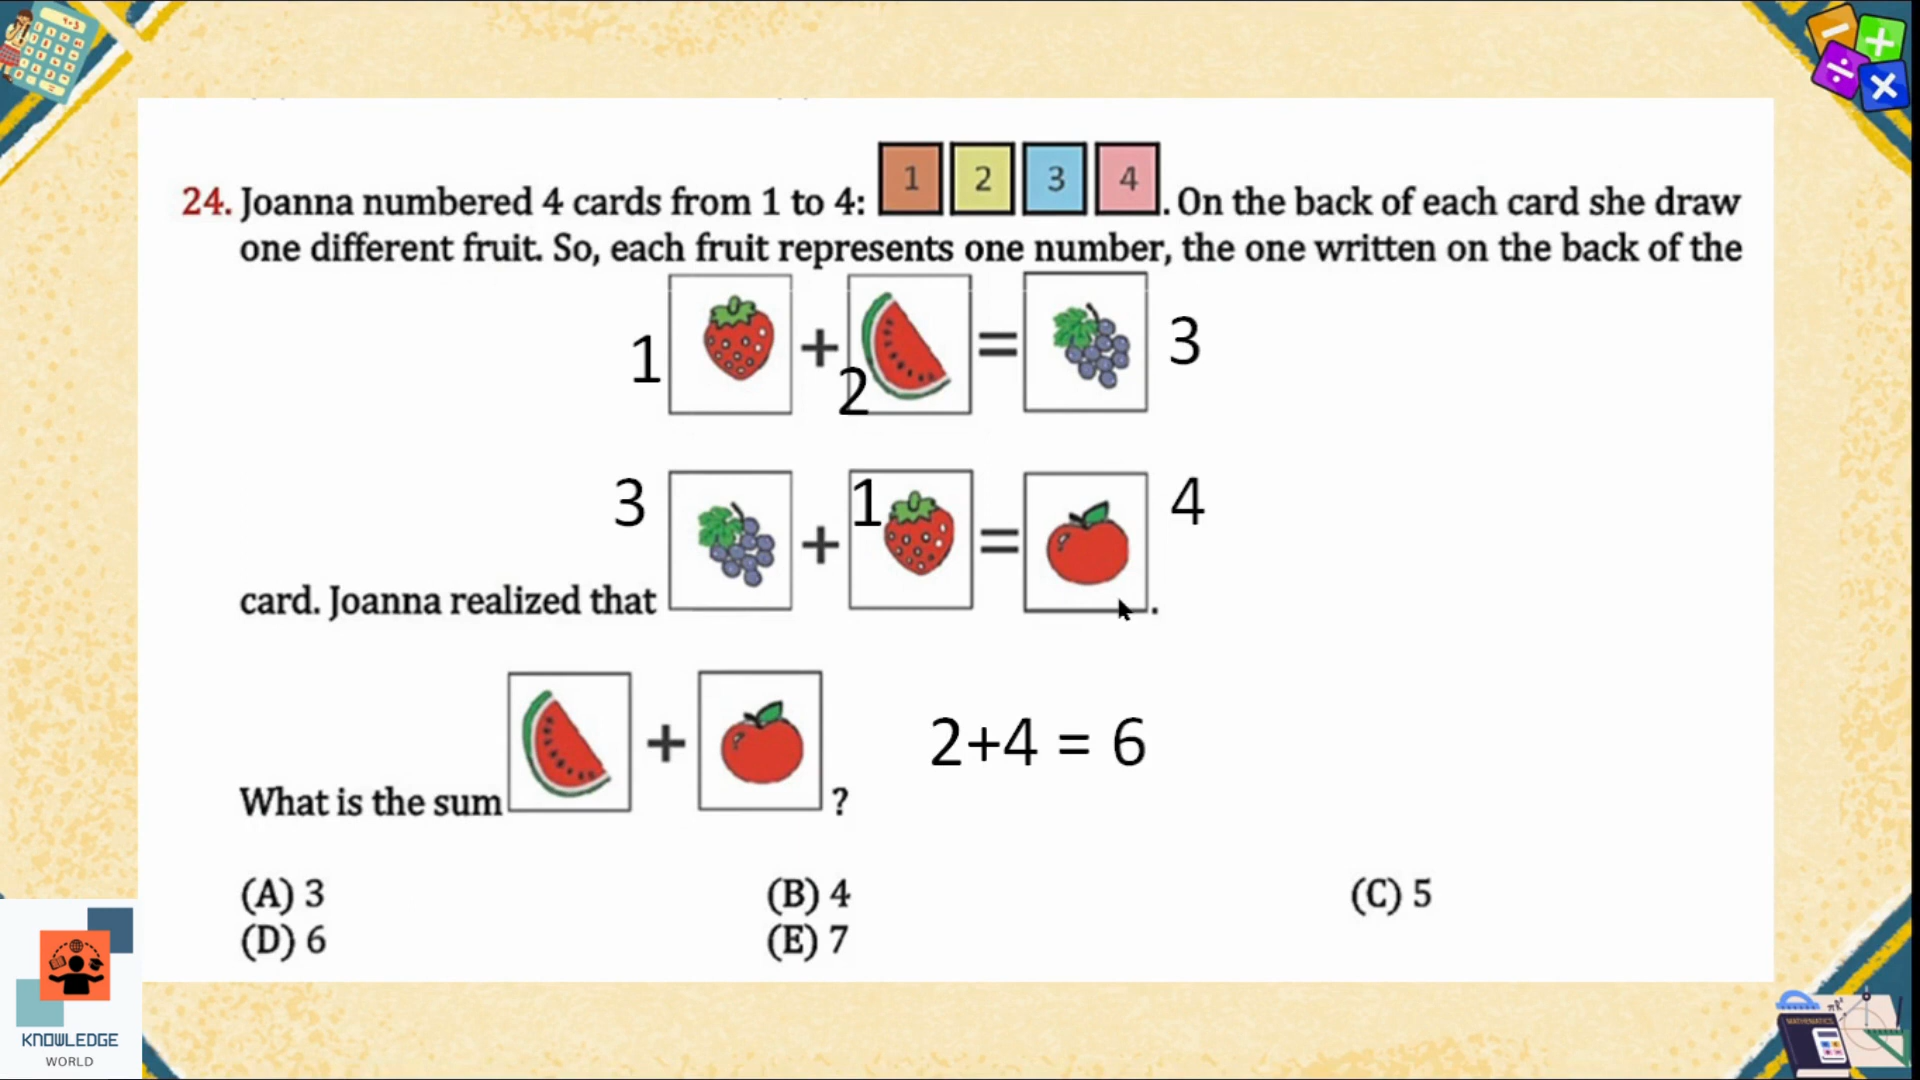 1 2 3 4
24. Joanna numbered 4 cards from 1 to 4: . On the back of each card she draw
one different fruit. So, each fruit represents one number, the one written on the back of the
1 + 2 = 3
3 + 1 = 4
card. Joanna realized that .
What is the sum + ? 2+4 = 6
(A) 3 (B) 4 (C) 5
(D) 6 (E) 7
KNOWLEDGE
WORLD
MATHEMATICS